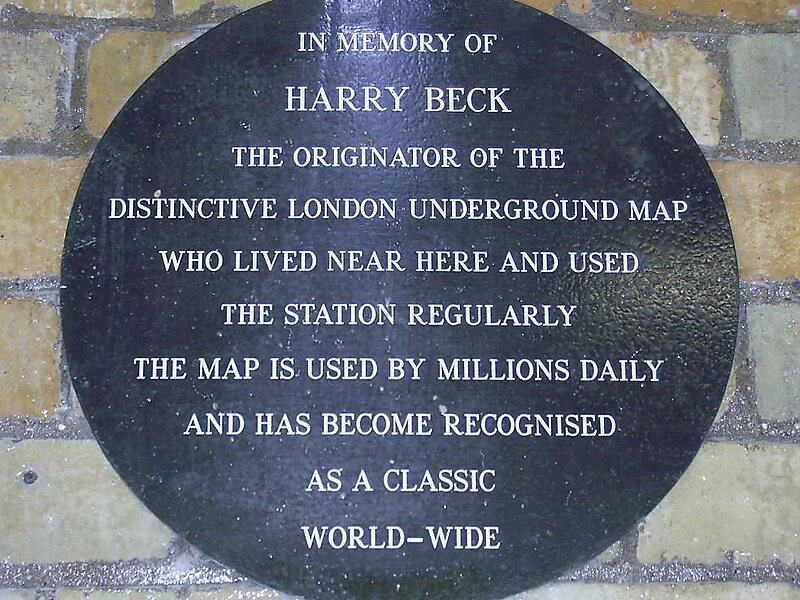 IN MEMORY OF
HARRY BECK
THE ORIGINATOR OF THE
DISTINCTIVE LONDON UNDERGROUND MAP
WHO LIVED NEAR HERE AND USED
THE STATION REGULARLY
THE MAP IS USED BY MILLIONS DAILY
AND HAS BECOME RECOGNISED
AS A CLASSIC
WORLD-WIDE